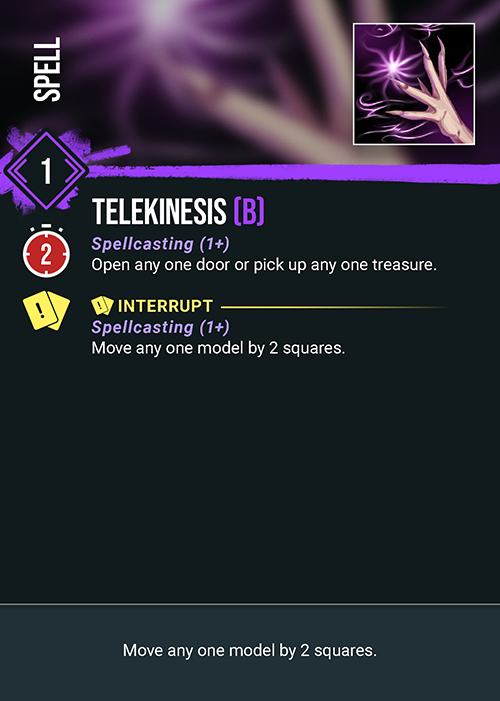 SPELL
1
TELEKINESIS (B)
2
Spellcasting (1+)
Open any one door or pick up any one treasure.
! ! INTERRUPT
Spellcasting (1+)
Move any one model by 2 squares.
Move any one model by 2 squares.